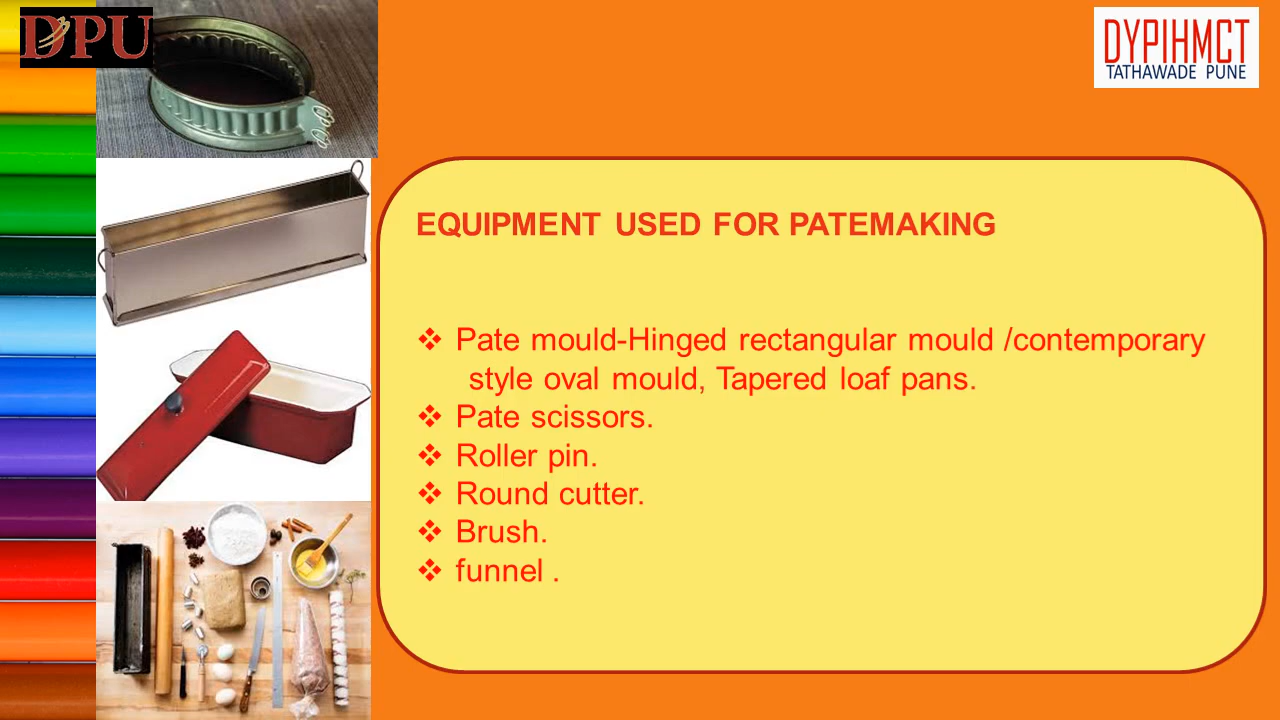 DPU
DYPIHMCT
TATHAWADE PUNE
EQUIPMENT USED FOR PATEMAKING
❖ Pate mould-Hinged rectangular mould /contemporary
style oval mould, Tapered loaf pans.
❖ Pate scissors.
❖ Roller pin.
❖ Round cutter.
❖ Brush.
❖ funnel .